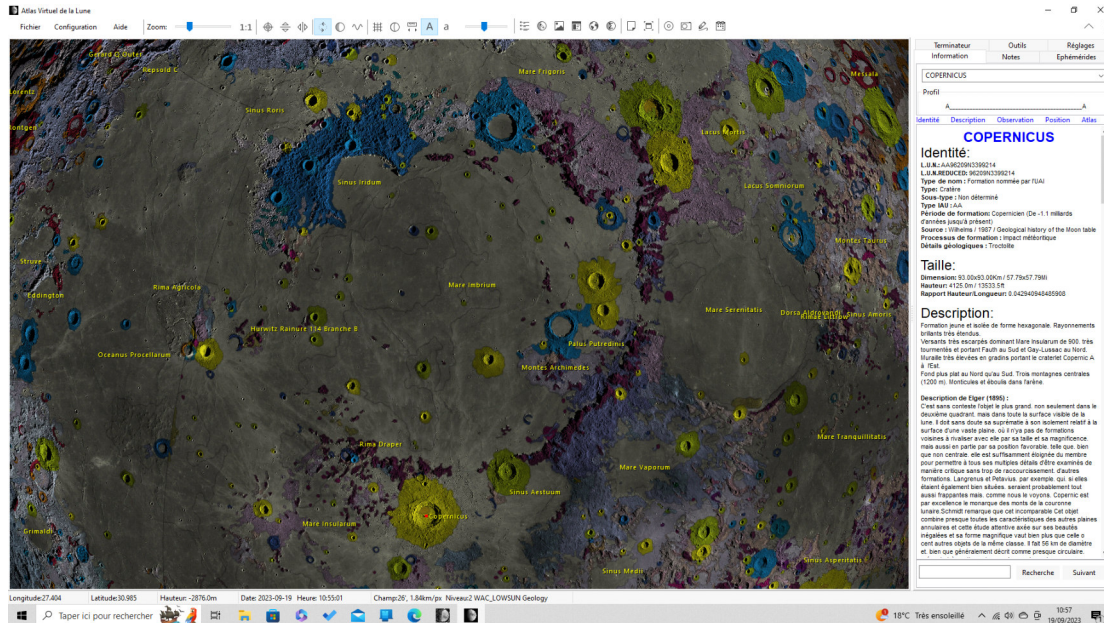 Atlas Virtuel de la Lune
Fichier Configuration Aide Zoom: 1:1 A a
Gerard G Outer
Repsold C
Lorentz
Mare Frigoris
Messala
Röntgen
Sinus Roris
Lacus Mortis
Sinus Iridum
Lacus Somniorum
Montes Taurus
Struve
Eddington
Rima Agricola
Mare Imbrium
Mare Serenitatis
Sinus Amoris
Hurwitz Rainure 134 Branche B
Oceanus Procellarum
Palus Putredinis
Montes Archimedes
Rima Draper
Mare Tranquillitatis
Mare Vaporum
Sinus Aestuum
Copernicus
Mare Insularum
Grimaldi
Sinus Asperitatis
Sinus Medii
Terminateur Outils Réglages
Information Notes Ephémérides
COPERNICUS
Profil
A A
Identité Description Observation Position Atlas
COPERNICUS
Identité:
L.U.N.: AA96209N3399214
L.U.N.REDUCED: 96209N3399214
Type de nom : Formation nommée par l'UAI
Type: Cratère
Sous-type : Non déterminé
Type IAU : AA
Période de formation: Copernicien (De -1.1 milliards
d'années jusqu'à présent)
Source : Wilhelms / 1987 / Geological history of the Moon table
Processus de formation : Impact météoritique
Détails géologiques : Troctolite
Taille:
Dimension: 93.00x93.00Km / 57.79x57.79Mi
Hauteur: 4125.0m / 13533.5ft
Rapport Hauteur/Longueur: 0.042940948485908
Description:
Formation jeune et isolée de forme hexagonale. Rayonnements
brillants très étendus.
Versants très escarpés dominant Mare Insularum de 900. très
tourmentés et portant Fauth au Sud et Gay-Lussac au Nord.
Muraille très élevées en gradins portant le craterlet Copernic A
à l'Est.
Fond plus plat au Nord qu'au Sud. Trois montagnes centrales
(1200 m). Monticules et éboulis dans l'arène.
Description de Elger (1895) :
C'est sans conteste l'objet le plus grand, non seulement dans le
deuxième quadrant, mais dans toute la surface visible de la
lune. Il doit sans doute sa suprématie à son isolement relatif à la
surface d'une vaste plaine, où il n'ya pas de formations
voisines à rivaliser avec elle par sa taille et sa magnificence,
mais aussi en partie par sa position favorable, telle que, bien
que non centrale, elle est suffisamment éloignée du membre
pour permettre à tous ses multiples détails d'être examinés de
manière critique sans trop de raccourcissement. d'autres
formations, Langrenus et Petavius, par exemple, qui, si elles
étaient également bien situées, seraient probablement tout
aussi frappantes mais, comme nous le voyons, Copernic est
par excellence le monarque des monts de la couronne
lunaire.Schmidt remarque que cet incomparable Cet objet
combine presque toutes les caractéristiques des autres plaines
annulaires et cette étude attentive axée sur ses beautés
inégalées et sa forme magnifique vaut bien plus que celle o
cent autres objets de la même classe. Il fait 56 km de diamètre
et, bien que généralement décrit comme presque circulaire,
Recherche Suivant
Longitude:27.404 Latitude:30.985 Hauteur: -2876.0m Date: 2023-09-19 Heure: 10:55:01 Champ:26', 1.84km/px Niveau:2 WAC_LOWSUN Geology
Taper ici pour rechercher 18°C Très ensoleillé 10:57
19/09/2023